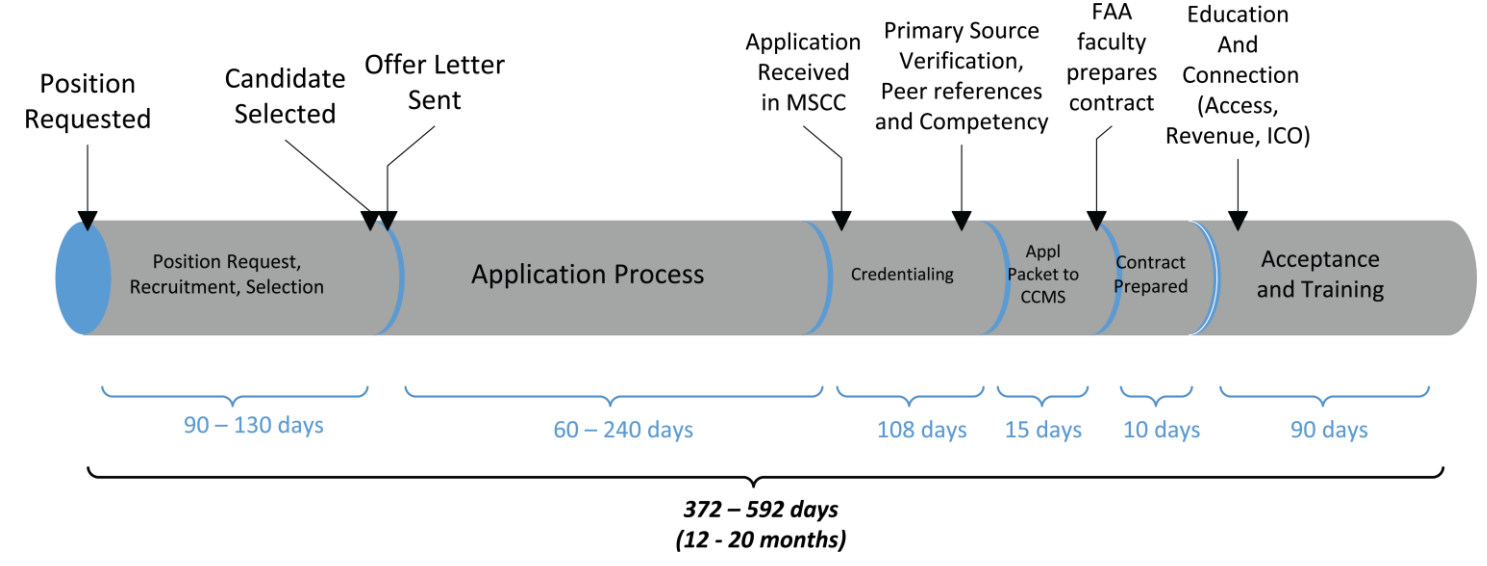 Position
Requested
Candidate
Selected
Offer Letter
Sent
Application
Received
in MSCC
Primary Source
Verification,
Peer references
and Competency
FAA
faculty
prepares
contract
Education
And
Connection
(Access,
Revenue, ICO)
Position Request,
Recruitment, Selection
Application Process
Credentialing
Appl
Packet to
CCMS
Contract
Prepared
Acceptance
and Training
90 – 130 days
60 – 240 days
108 days
15 days
10 days
90 days
372 – 592 days
(12 - 20 months)